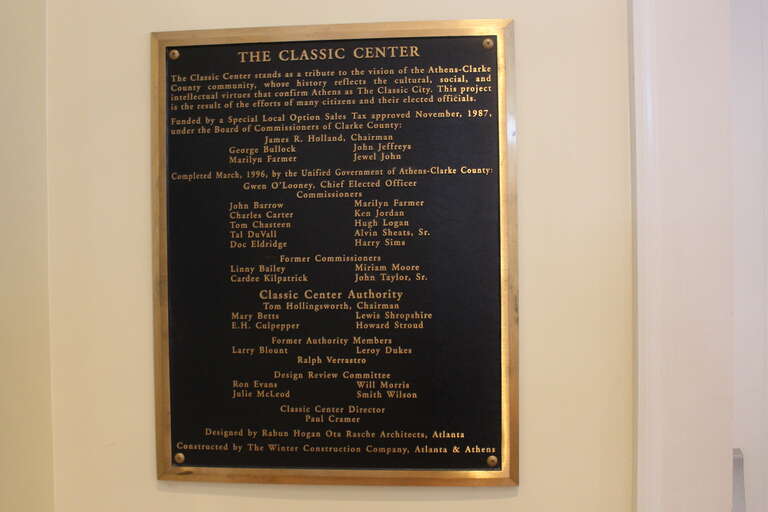 THE CLASSIC CENTER
The Classic Center stands as a tribute to the vision of the Athens-Clarke
County community, whose history reflects the cultural, social, and
intellectual virtues that confirm Athens as The Classic City. This project
is the result of the efforts of many citizens and their elected officials.
Funded by a Special Local Option Sales Tax approved November, 1987,
under the Board of Commissioners of Clarke County:
James R. Holland, Chairman
George Bullock John Jeffreys
Marilyn Farmer Jewel John
Completed March, 1996, by the Unified Government of Athens-Clarke County:
Gwen O'Looney, Chief Elected Officer
Commissioners
John Barrow Marilyn Farmer
Charles Carter Ken Jordan
Tom Chasteen Hugh Logan
Tal DuVall Alvin Sheats, Sr.
Doc Eldridge Harry Sims
Former Commissioners
Linny Bailey Miriam Moore
Cardee Kilpatrick John Taylor, Sr.
Classic Center Authority
Tom Hollingsworth, Chairman
Mary Betts Lewis Shropshire
E.H. Culpepper Howard Stroud
Former Authority Members
Larry Blount Leroy Dukes
Ralph Verrastro
Design Review Committee
Ron Evans Will Morris
Julie McLeod Smith Wilson
Classic Center Director
Paul Cramer
Designed by Rabun Hogan Ota Rasche Architects, Atlanta
Constructed by The Winter Construction Company, Atlanta & Athens